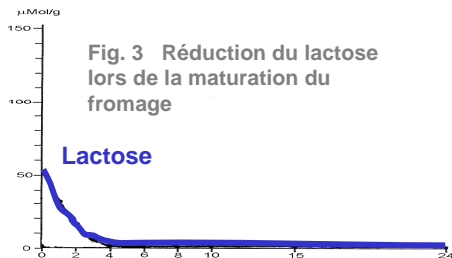 µMol/g
150
Fig. 3 Réduction du lactose
lors de la maturation du
fromage
100
Lactose
50
0
0 2 4 6 8 10 15 24